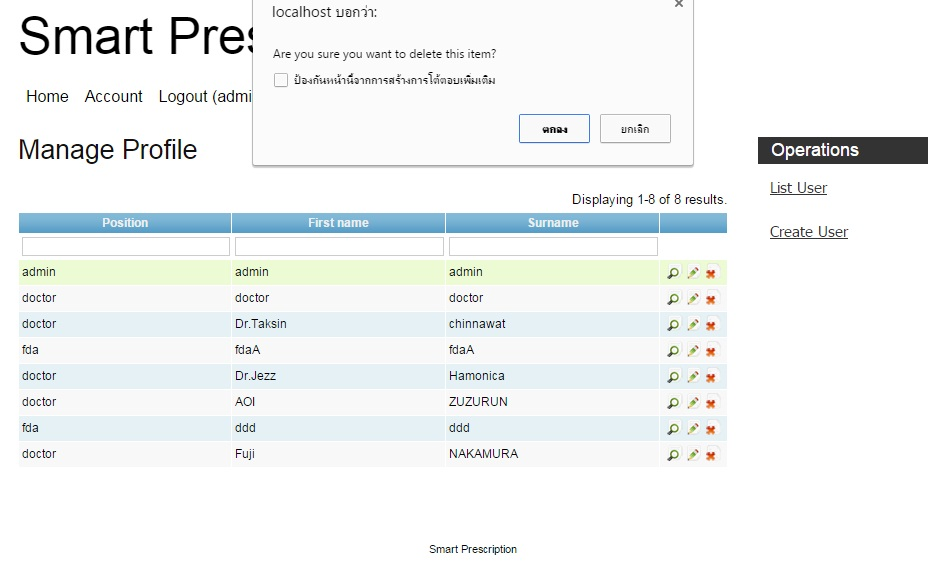 Smart Pres
localhost บอกว่า:
Are you sure you want to delete this item?
ป้องกันหน้านี้จากการสร้างการโต้ตอบเพิ่มเติม
ตกลง ยกเลิก
Home Account Logout (admi
Manage Profile
Operations
List User
Create User
Displaying 1-8 of 8 results.
Position First name Surname
admin admin admin
doctor doctor doctor
doctor Dr.Taksin chinnawat
fda fdaA fdaA
doctor Dr.Jezz Hamonica
doctor AOI ZUZURUN
fda ddd ddd
doctor Fuji NAKAMURA
Smart Prescription